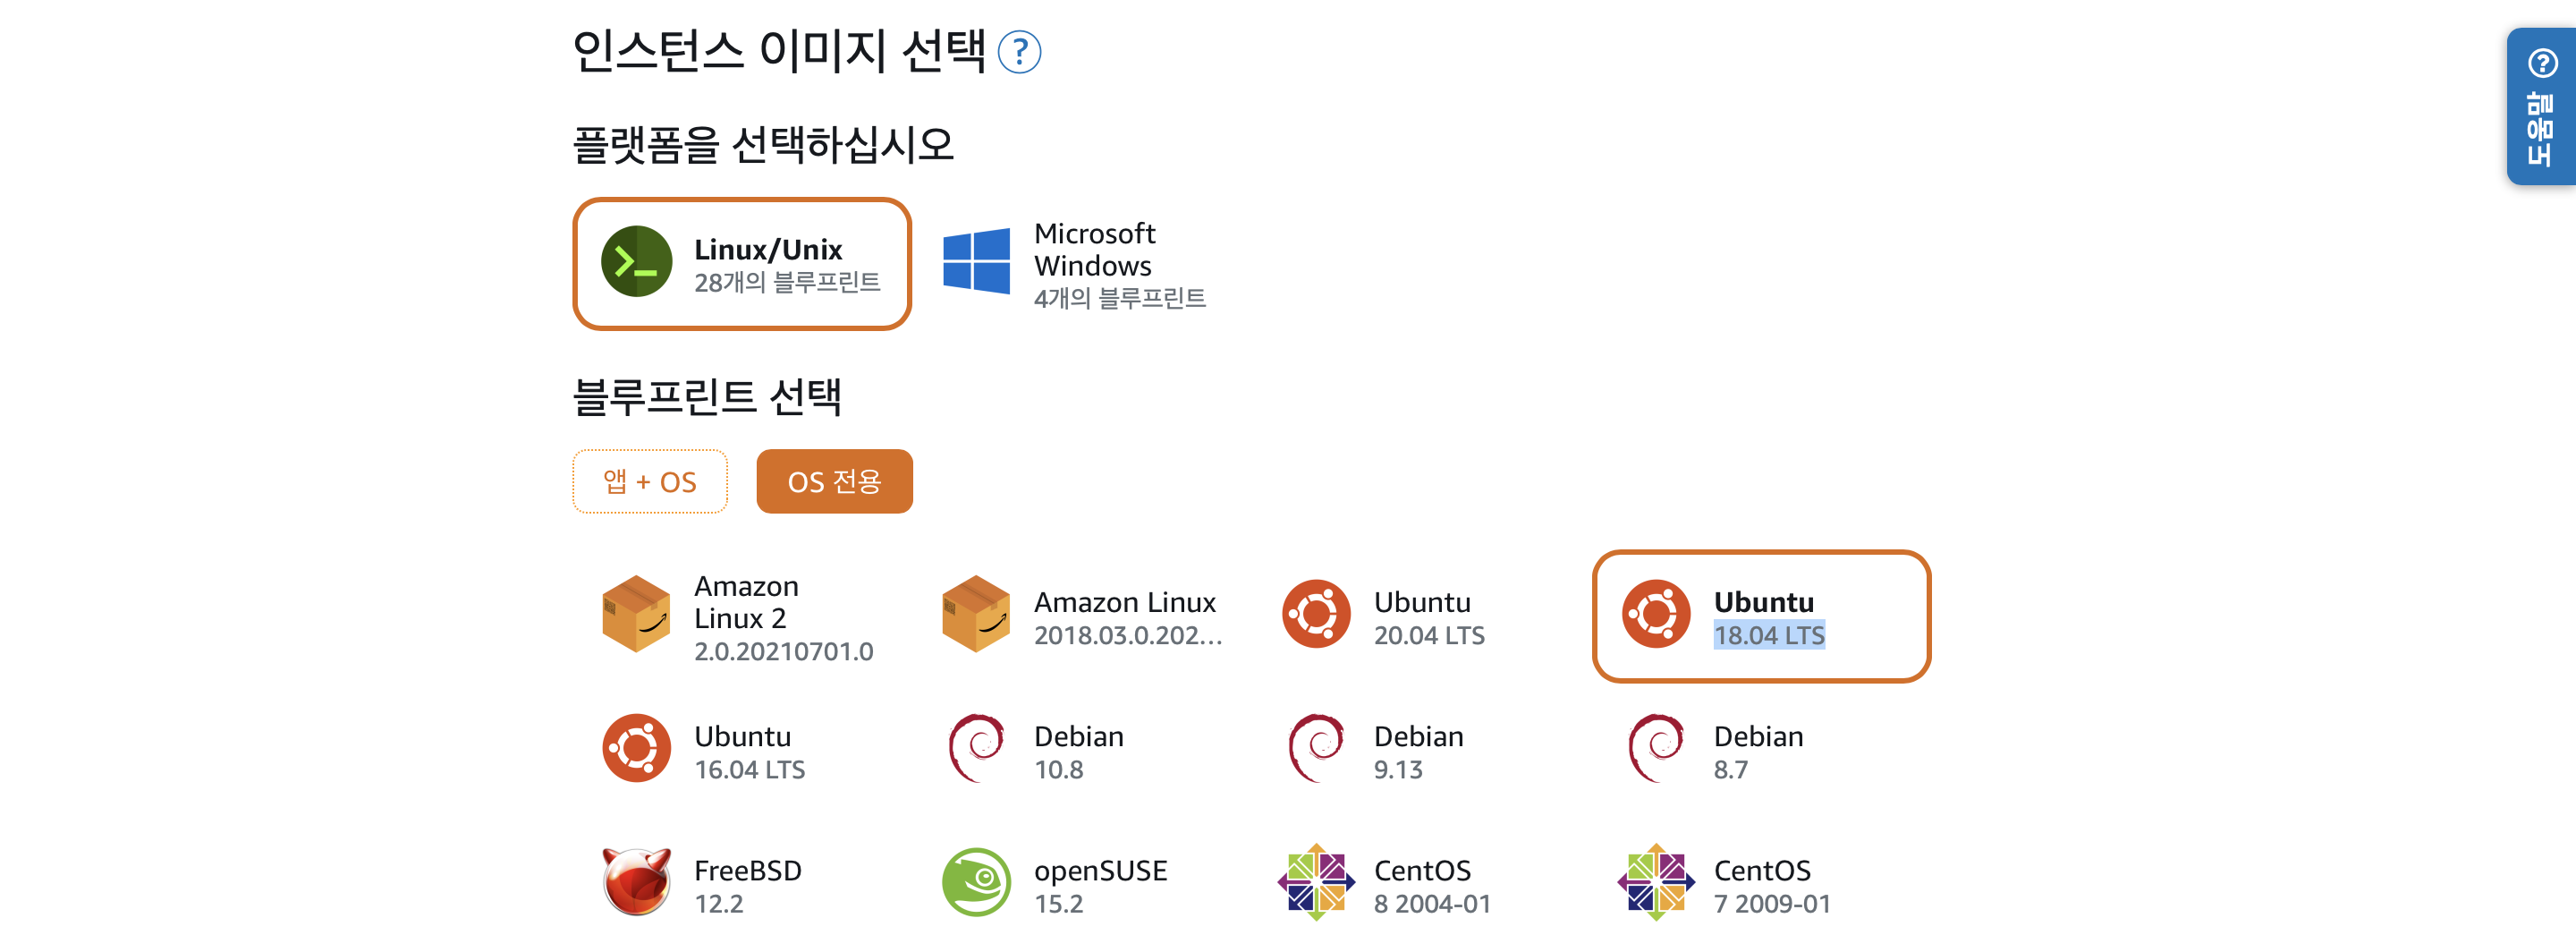 인스턴스 이미지 선택 ?
도움말 ?
플랫폼을 선택하십시오
Linux/Unix
28개의 블루프린트
Microsoft
Windows
4개의 블루프린트
블루프린트 선택
앱 + OS
OS 전용
Amazon
Linux 2
2.0.20210701.0
Amazon Linux
2018.03.0.202...
Ubuntu
20.04 LTS
Ubuntu
18.04 LTS
Ubuntu
16.04 LTS
Debian
10.8
Debian
9.13
Debian
8.7
FreeBSD
12.2
openSUSE
15.2
CentOS
8 2004-01
CentOS
7 2009-01